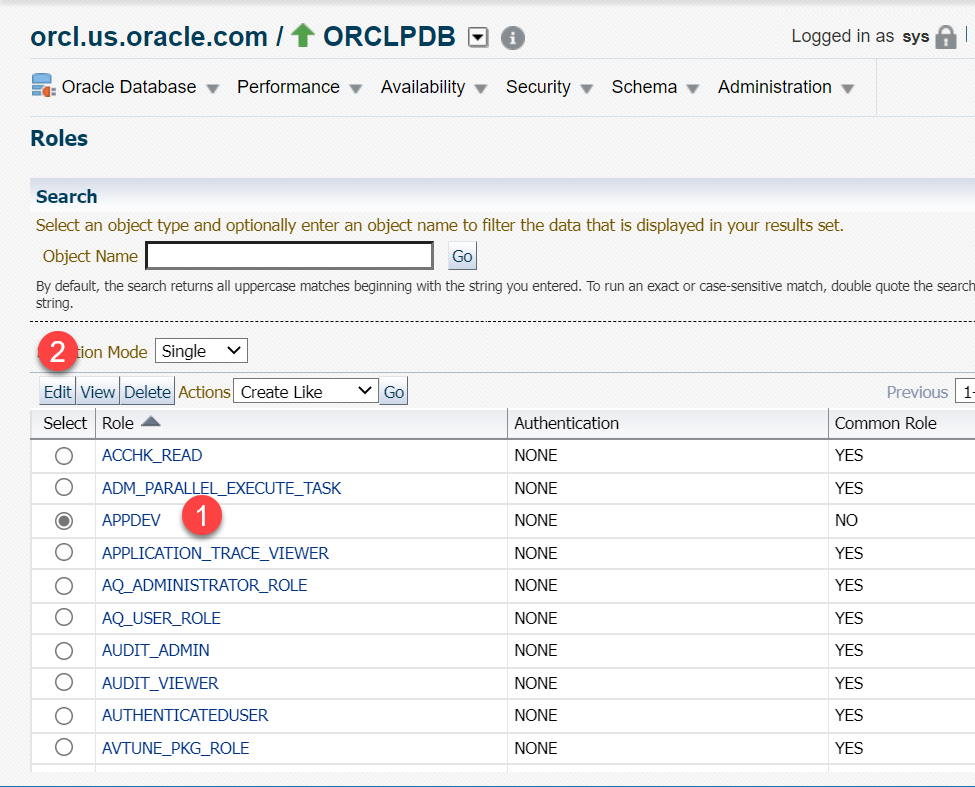 orcl.us.oracle.com / ORCLPDB Logged in as sys
Oracle Database Performance Availability Security Schema Administration
Roles
Search
Select an object type and optionally enter an object name to filter the data that is displayed in your results set.
Object Name Go
By default, the search returns all uppercase matches beginning with the string you entered. To run an exact or case-sensitive match, double quote the search
string.
2 tion Mode Single
Edit View Delete Actions Create Like Go Previous 1-
Select Role Authentication Common Role
ACCHK_READ NONE YES
ADM_PARALLEL_EXECUTE_TASK NONE YES
APPDEV 1 NONE NO
APPLICATION_TRACE_VIEWER NONE YES
AQ_ADMINISTRATOR_ROLE NONE YES
AQ_USER_ROLE NONE YES
AUDIT_ADMIN NONE YES
AUDIT_VIEWER NONE YES
AUTHENTICATEDUSER NONE YES
AVTUNE_PKG_ROLE NONE YES